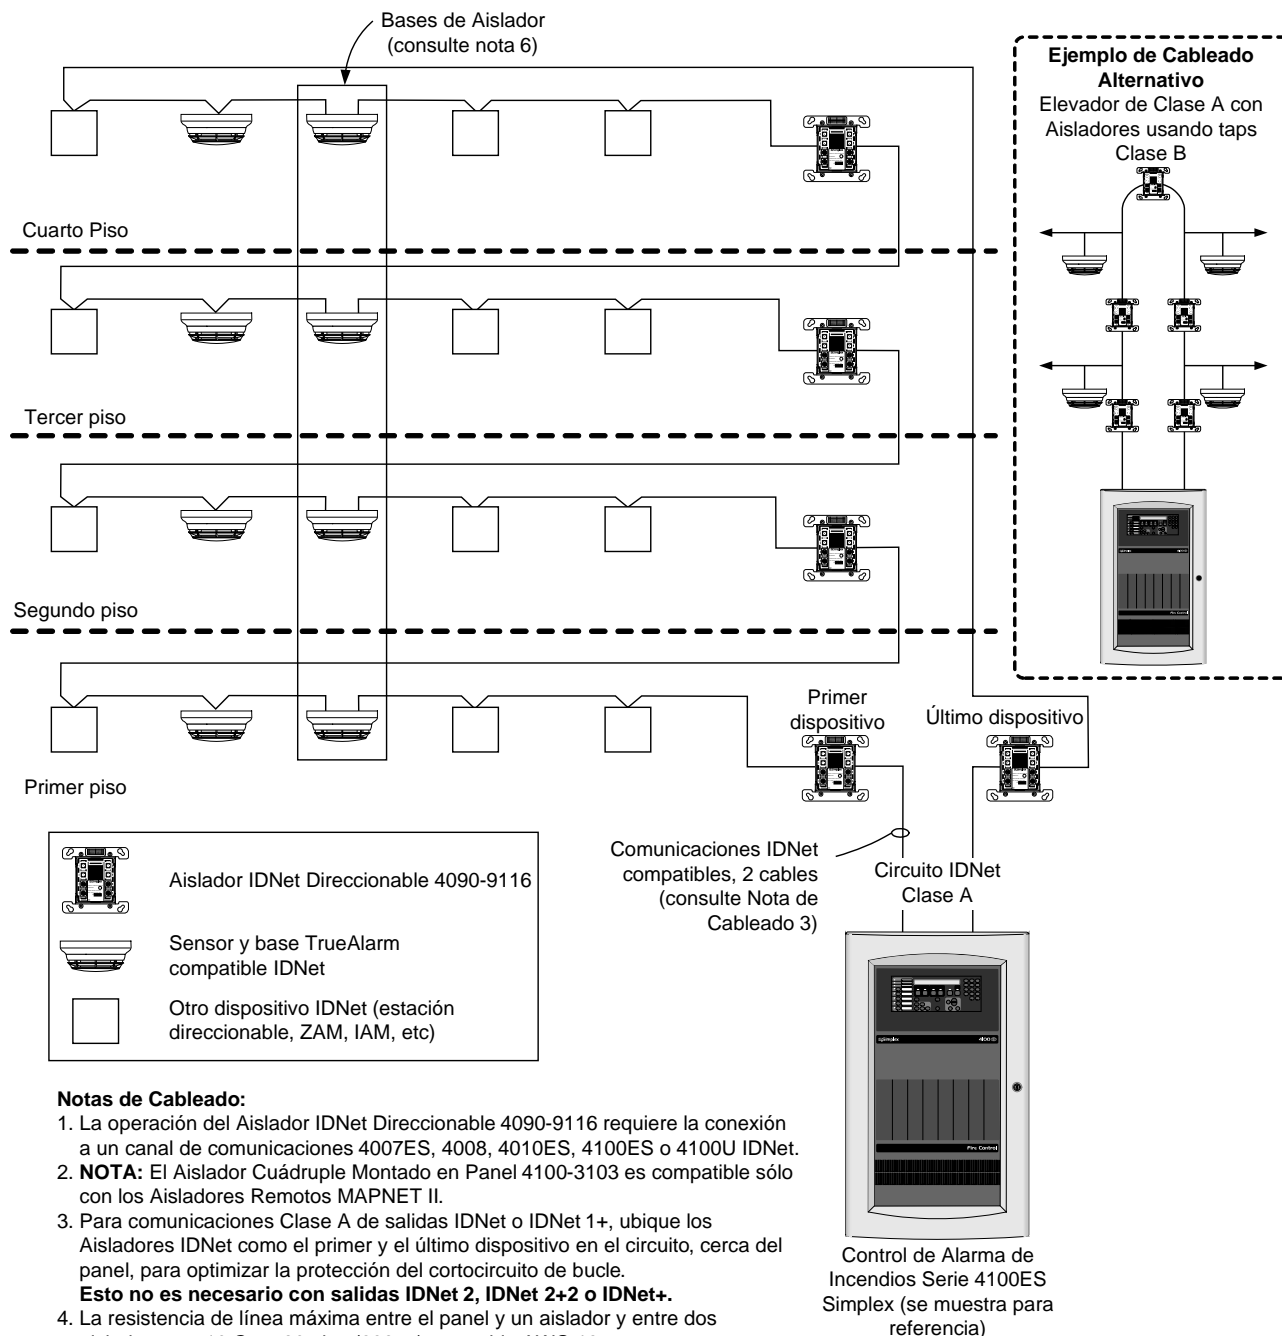 Bases de Aislador
(consulte nota 6)
Ejemplo de Cableado
Alternativo
Elevador de Clase A con
Aisladores usando taps
Clase B
Cuarto Piso
Tercer piso
Segundo piso
Primer piso
Primer
dispositivo
Último dispositivo
Comunicaciones IDNet
compatibles, 2 cables
(consulte Nota de
Cableado 3)
Circuito IDNet
Clase A
Aislador IDNet Direccionable 4090-9116
Sensor y base TrueAlarm
compatible IDNet
Otro dispositivo IDNet (estación
direccionable, ZAM, IAM, etc)
Simplex
4100
Fire Control
Control de Alarma de
Incendios Serie 4100ES
Simplex (se muestra para
referencia)
Notas de Cableado:
1. La operación del Aislador IDNet Direccionable 4090-9116 requiere la conexión
a un canal de comunicaciones 4007ES, 4008, 4010ES, 4100ES o 4100U IDNet.
2. NOTA: El Aislador Cuádruple Montado en Panel 4100-3103 es compatible sólo
con los Aisladores Remotos MAPNET II.
3. Para comunicaciones Clase A de salidas IDNet o IDNet 1+, ubique los
Aisladores IDNet como el primer y el último dispositivo en el circuito, cerca del
panel, para optimizar la protección del cortocircuito de bucle.
Esto no es necesario con salidas IDNet 2, IDNet 2+2 o IDNet+.
4. La resistencia de línea máxima entre el panel y un aislador y entre dos